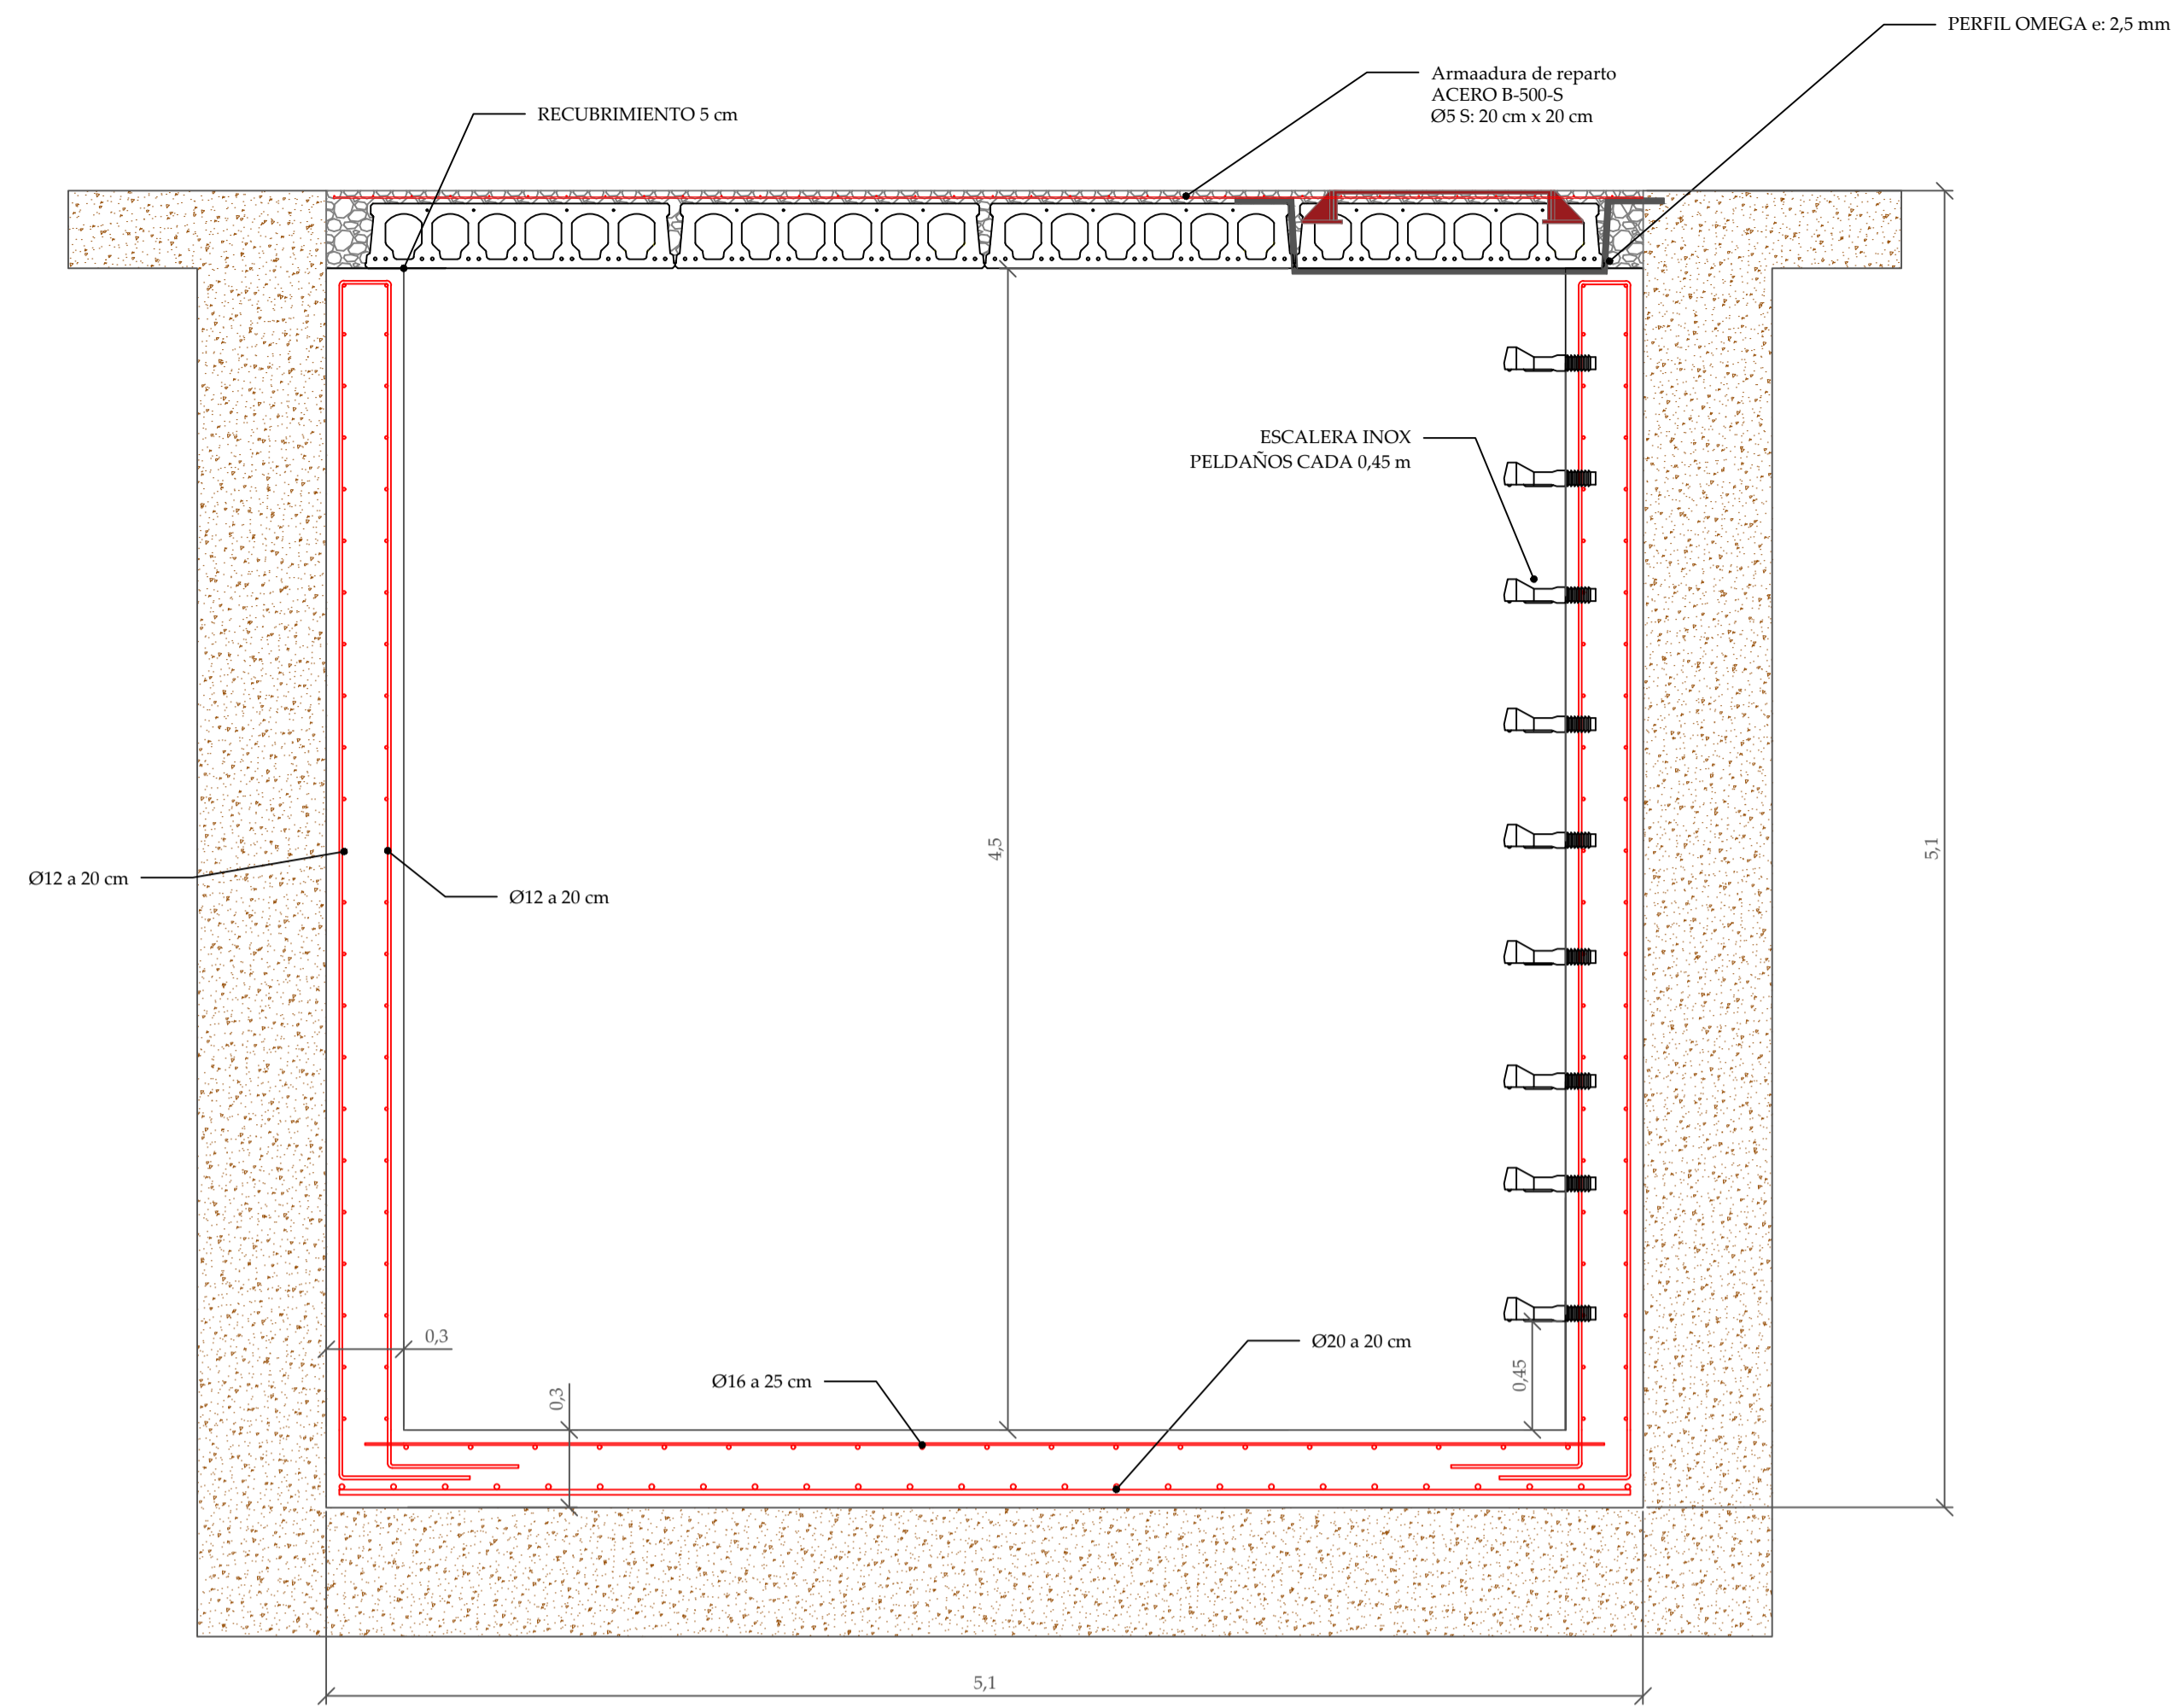 PERFIL OMEGA e: 2,5 mm
Armaadura de reparto
ACERO B-500-S
Ø5 S: 20 cm x 20 cm
RECUBRIMIENTO 5 cm
ESCALERA INOX
PELDAÑOS CADA 0,45 m
4,5
5,1
Ø12 a 20 cm
Ø12 a 20 cm
0,3
Ø20 a 20 cm
Ø16 a 25 cm
0,3
0,45
5,1